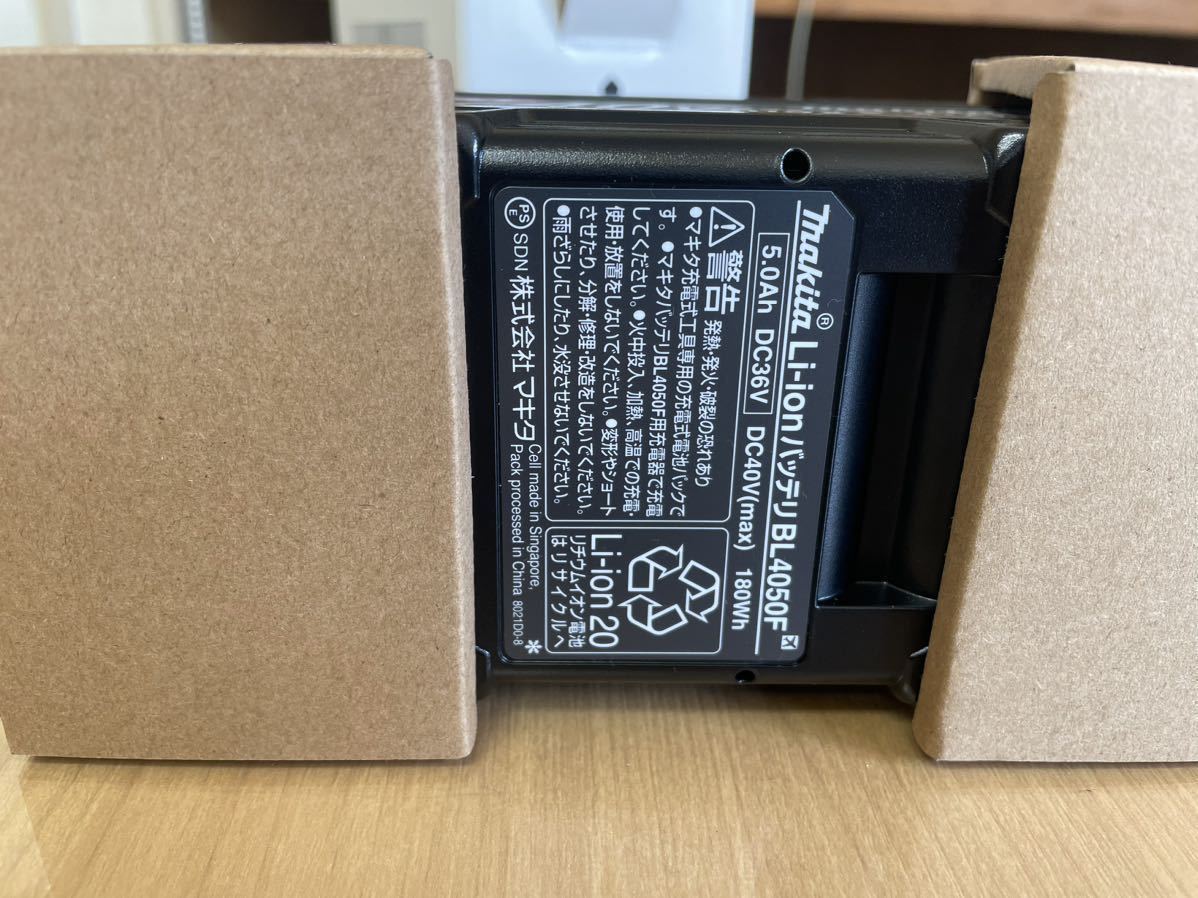 makita® Li-ionバッテリ BL4050F
5.0Ah DC36V DC40V(max) 180Wh
警告 発熱・発火・破裂の恐れあり
●マキタ充電式工具専用の充電式電池パックで
す。●マキタバッテリBL4050F用充電器で充電
してください。●火中投入、加熱、高温での充電・
使用・放置をしないでください。●変形やショート
させたり、分解・修理・改造をしないでください。
●雨ざらしにしたり、水没させないでください。
Li-ion20
リチウムイオン電池
はリサイクルへ
PS
E
SDN 株式会社 マキタ
Cell made in Singapore,
Pack processed in China 8021D0-8